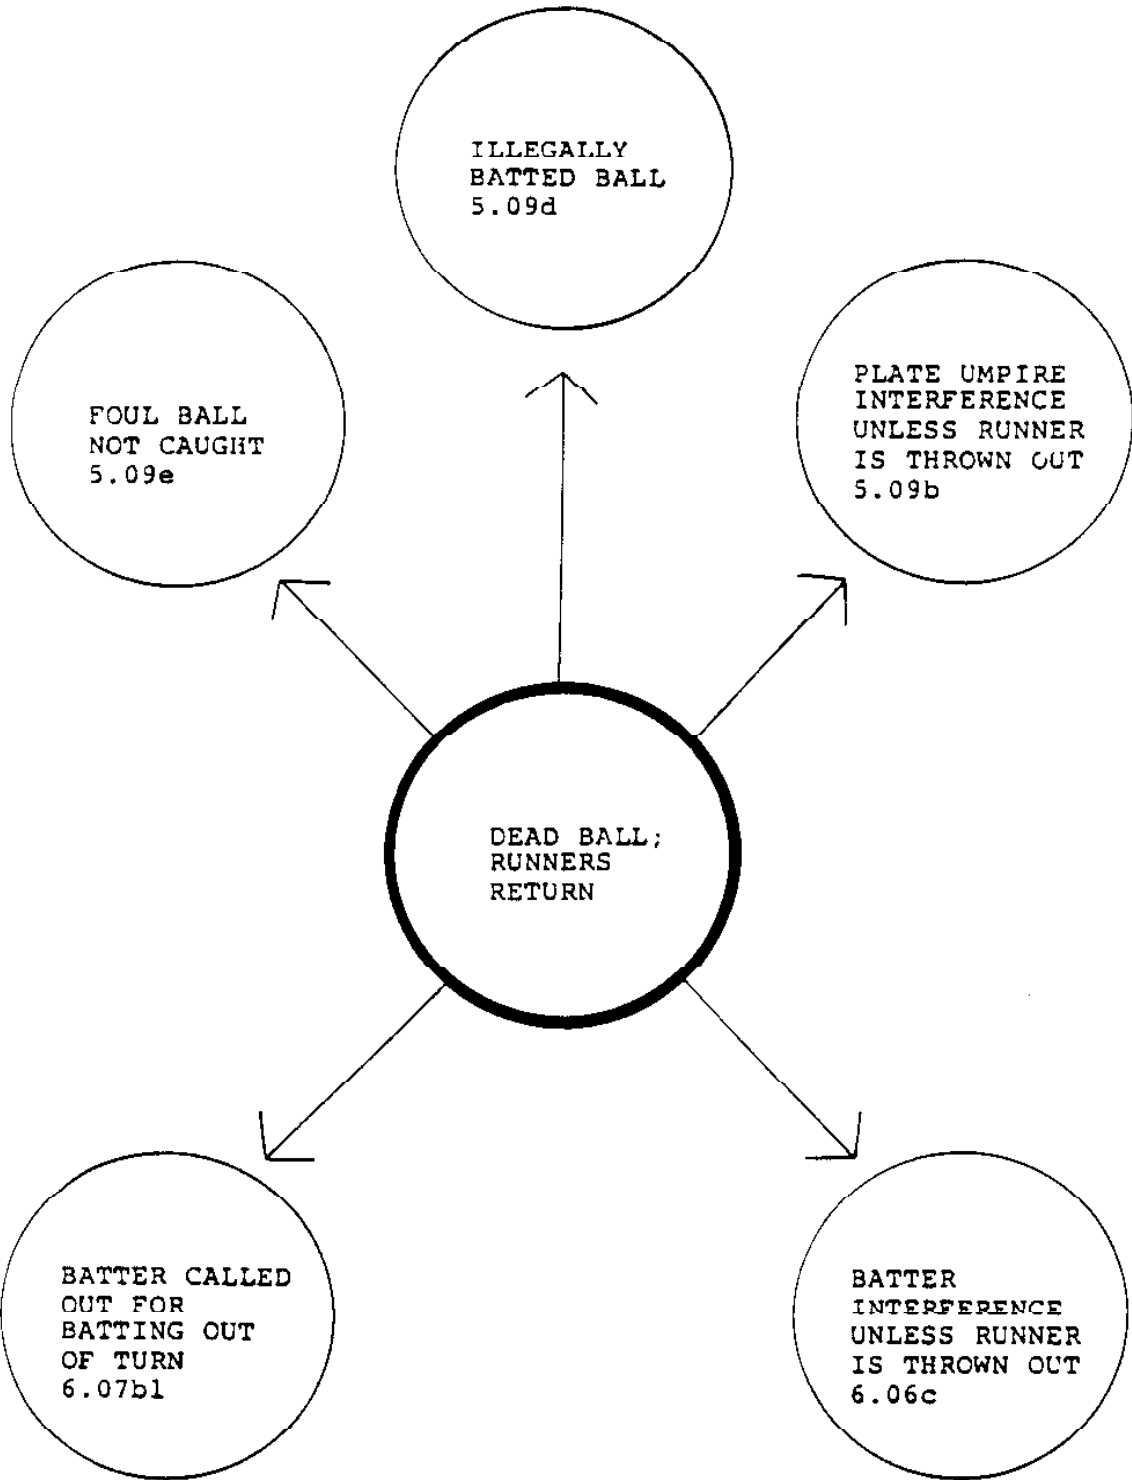 ILLEGALLY
BATTED BALL
5.09d
FOUL BALL
NOT CAUGHT
5.09e
PLATE UMPIRE
INTERFERENCE
UNLESS RUNNER
IS THROWN OUT
5.09b
DEAD BALL;
RUNNERS
RETURN
BATTER CALLED
OUT FOR
BATTING OUT
OF TURN
6.07b1
BATTER
INTERFERENCE
UNLESS RUNNER
IS THROWN OUT
6.06c